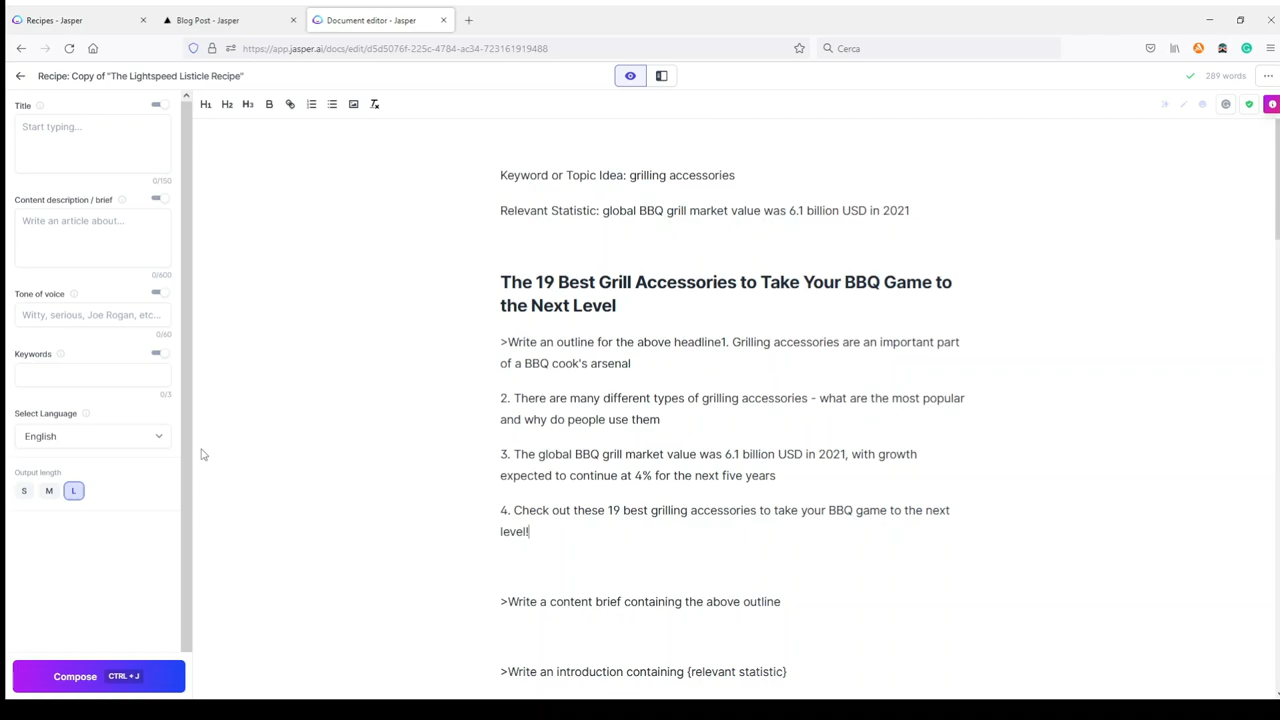 Recipes - Jasper
Blog Post - Jasper
Document editor - Jasper
https://app.jasper.ai/docs/edit/d5d5076f-225c-4784-ac34-723161919488
Cerca
Recipe: Copy of "The Lightspeed Listicle Recipe"
289 words
Title
H1 H2 H3 B
Start typing...
0/150
Keyword or Topic Idea: grilling accessories
Content description / brief
Relevant Statistic: global BBQ grill market value was 6.1 billion USD in 2021
Write an article about...
0/600
The 19 Best Grill Accessories to Take Your BBQ Game to
the Next Level
Tone of voice
Witty, serious, Joe Rogan, etc...
0/60
>Write an outline for the above headline1. Grilling accessories are an important part
of a BBQ cook's arsenal
Keywords
0/3
2. There are many different types of grilling accessories - what are the most popular
and why do people use them
Select Language
English
3. The global BBQ grill market value was 6.1 billion USD in 2021, with growth
expected to continue at 4% for the next five years
Output length
S M L
4. Check out these 19 best grilling accessories to take your BBQ game to the next
level!
>Write a content brief containing the above outline
>Write an introduction containing {relevant statistic}
Compose CTRL + J